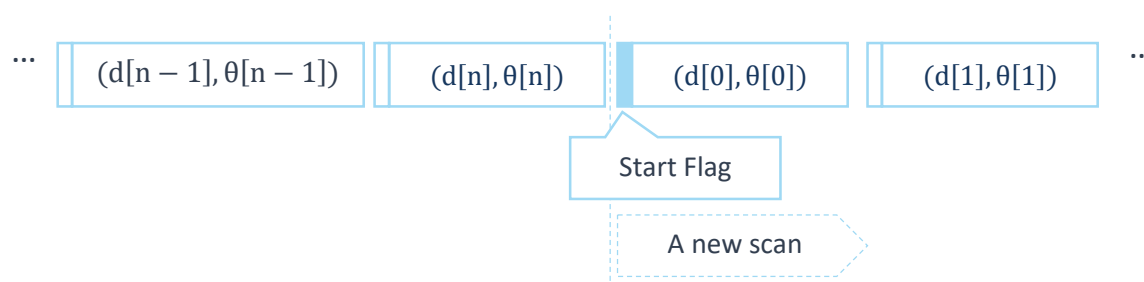 ... (d[n − 1], θ[n − 1]) (d[n], θ[n]) (d[0], θ[0]) (d[1], θ[1]) ..
Start Flag
A new scan